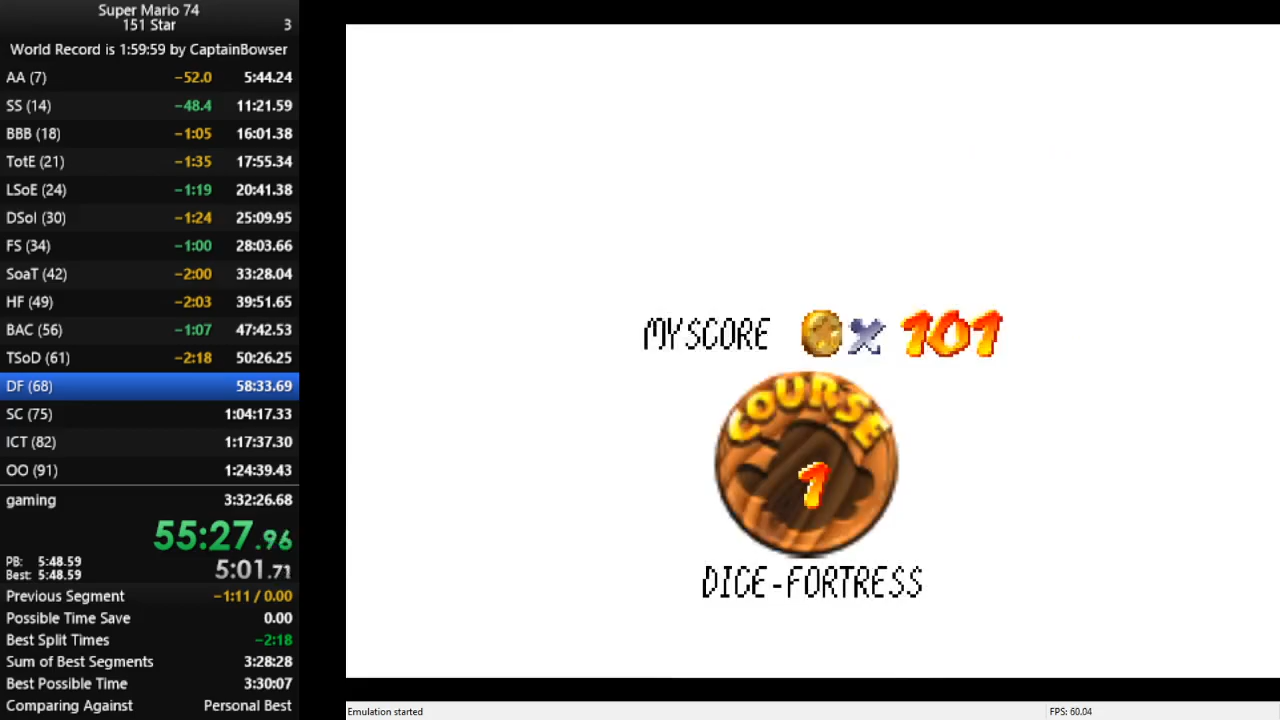 Super Mario 74
151 Star 3
World Record is 1:59:59 by CaptainBowser
AA (7) −52.0 5:44.24
SS (14) −48.4 11:21.59
BBB (18) −1:05 16:01.38
TotE (21) −1:35 17:55.34
LSoE (24) −1:19 20:41.38
DSol (30) −1:24 25:09.95
FS (34) −1:00 28:03.66
SoaT (42) −2:00 33:28.04
HF (49) −2:03 39:51.65
BAC (56) −1:07 47:42.53
TSoD (61) −2:18 50:26.25
DF (68) 58:33.69
SC (75) 1:04:17.33
ICT (82) 1:17:37.30
OO (91) 1:24:39.43
gaming 3:32:26.68
55:27.96
PB: 5:48.59
Best: 5:48.59
5:01.71
Previous Segment −1:11 / 0.00
Possible Time Save 0.00
Best Split Times −2:18
Sum of Best Segments 3:28:28
Best Possible Time 3:30:07
Comparing Against Personal Best
MY SCORE × 101
COURSE
1
DICE-FORTRESS
Emulation started FPS: 60.04